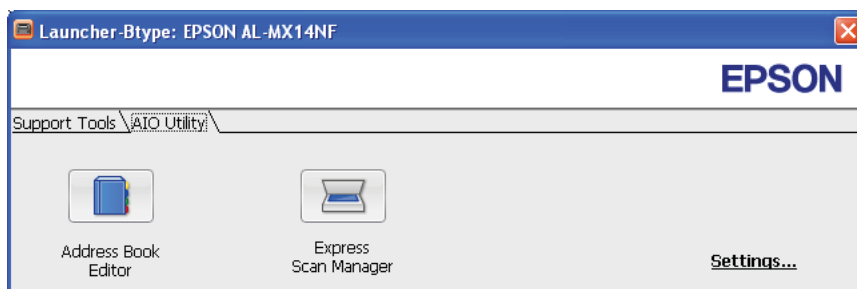 Launcher-Btype: EPSON AL-MX14NF
EPSON
Support Tools AIO Utility
Address Book
Editor
Express
Scan Manager
Settings...